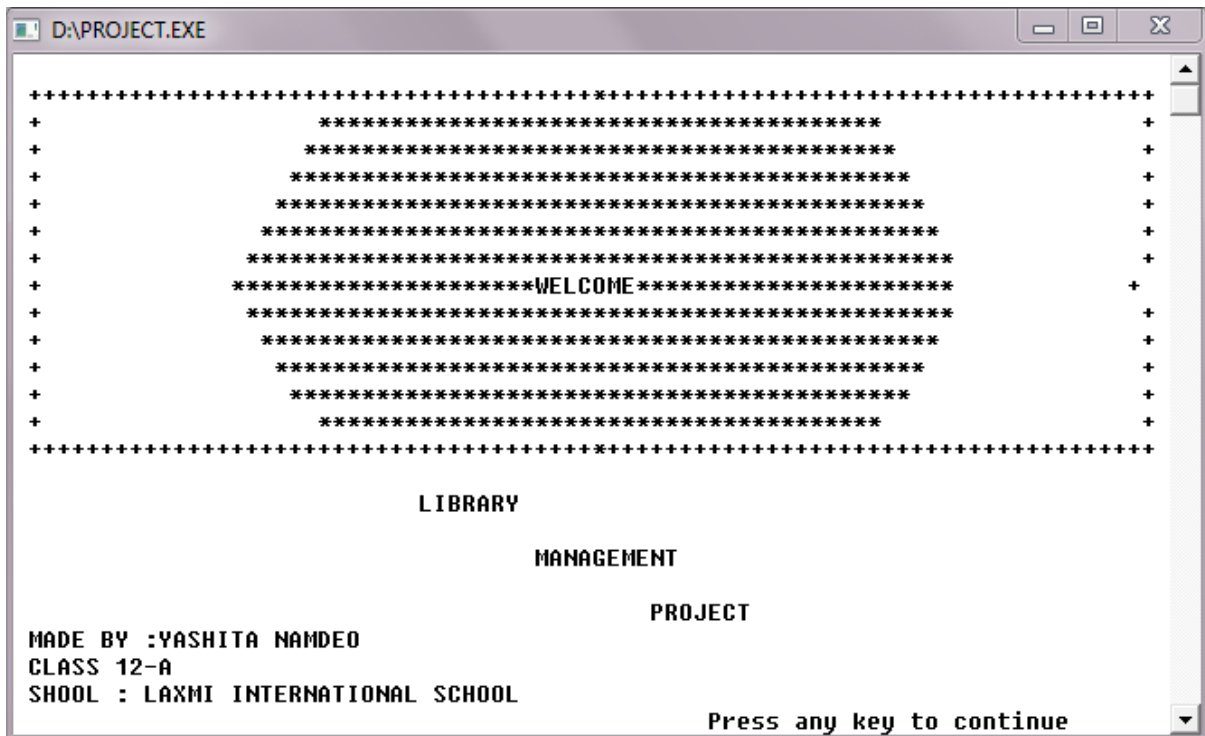 D:\PROJECT.EXE
+++++++++++++++++++++++++++++++++++++++*++++++++++++++++++++++++++++++++++++++
+                   ***************************************                  +
+                  *****************************************                 +
+                 *******************************************                +
+                *********************************************               +
+               ***********************************************              +
+              *************************************************             +
+             *********************WELCOME**********************            +
+              *************************************************             +
+               ***********************************************              +
+                *********************************************               +
+                 *******************************************                +
+                   ***************************************                  +
+++++++++++++++++++++++++++++++++++++++*++++++++++++++++++++++++++++++++++++++
LIBRARY
MANAGEMENT
PROJECT
MADE BY :YASHITA NAMDEO
CLASS 12-A
SHOOL : LAXMI INTERNATIONAL SCHOOL
Press any key to continue